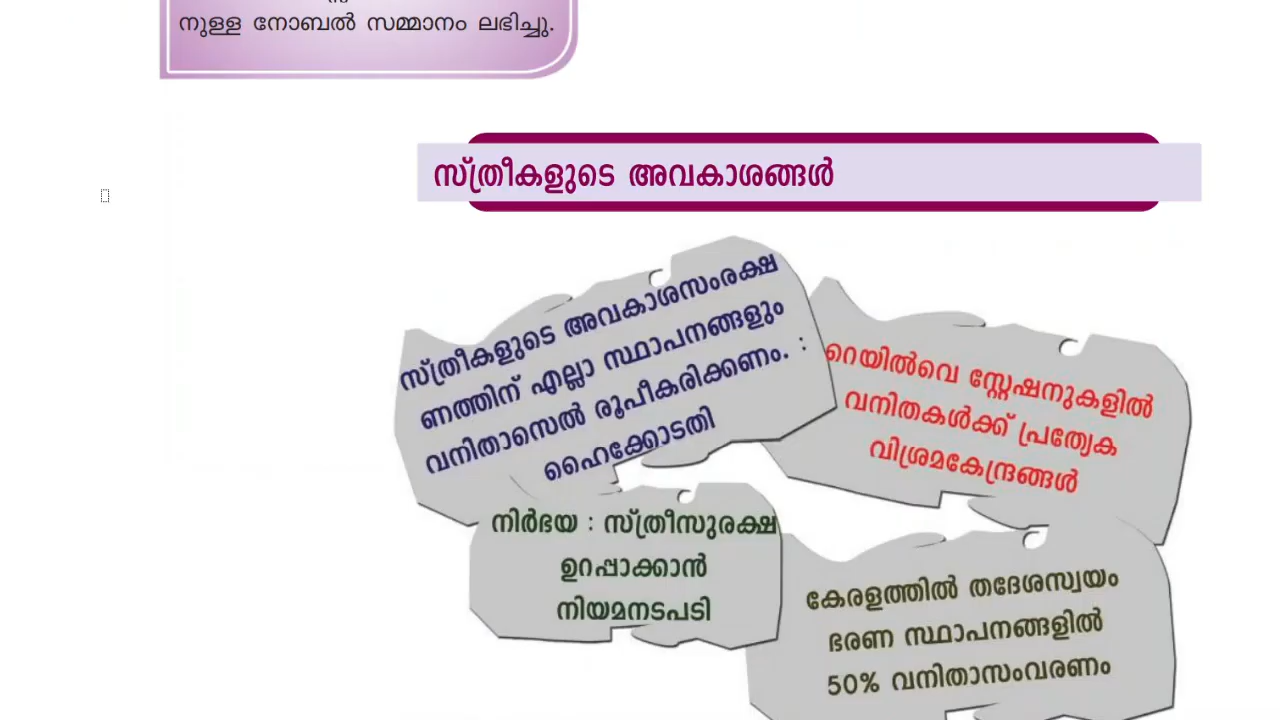 നുള്ള നോബൽ സമ്മാനം ലഭിച്ചു.
സ്ത്രീകളുടെ അവകാശങ്ങൾ
സ്ത്രീകളുടെ അവകാശസംരക്ഷ
ണത്തിന് എല്ലാ സ്ഥാപനങ്ങളും
വനിതാസെൽ രൂപീകരിക്കണം. :
ഹൈക്കോടതി
റെയിൽവെ സ്റ്റേഷനുകളിൽ
വനിതകൾക്ക് പ്രത്യേക
വിശ്രമകേന്ദ്രങ്ങൾ
നിർഭയ : സ്ത്രീസുരക്ഷ
ഉറപ്പാക്കാൻ
നിയമനടപടി
കേരളത്തിൽ തദേശസ്വയം
ഭരണ സ്ഥാപനങ്ങളിൽ
50% വനിതാസംവരണം